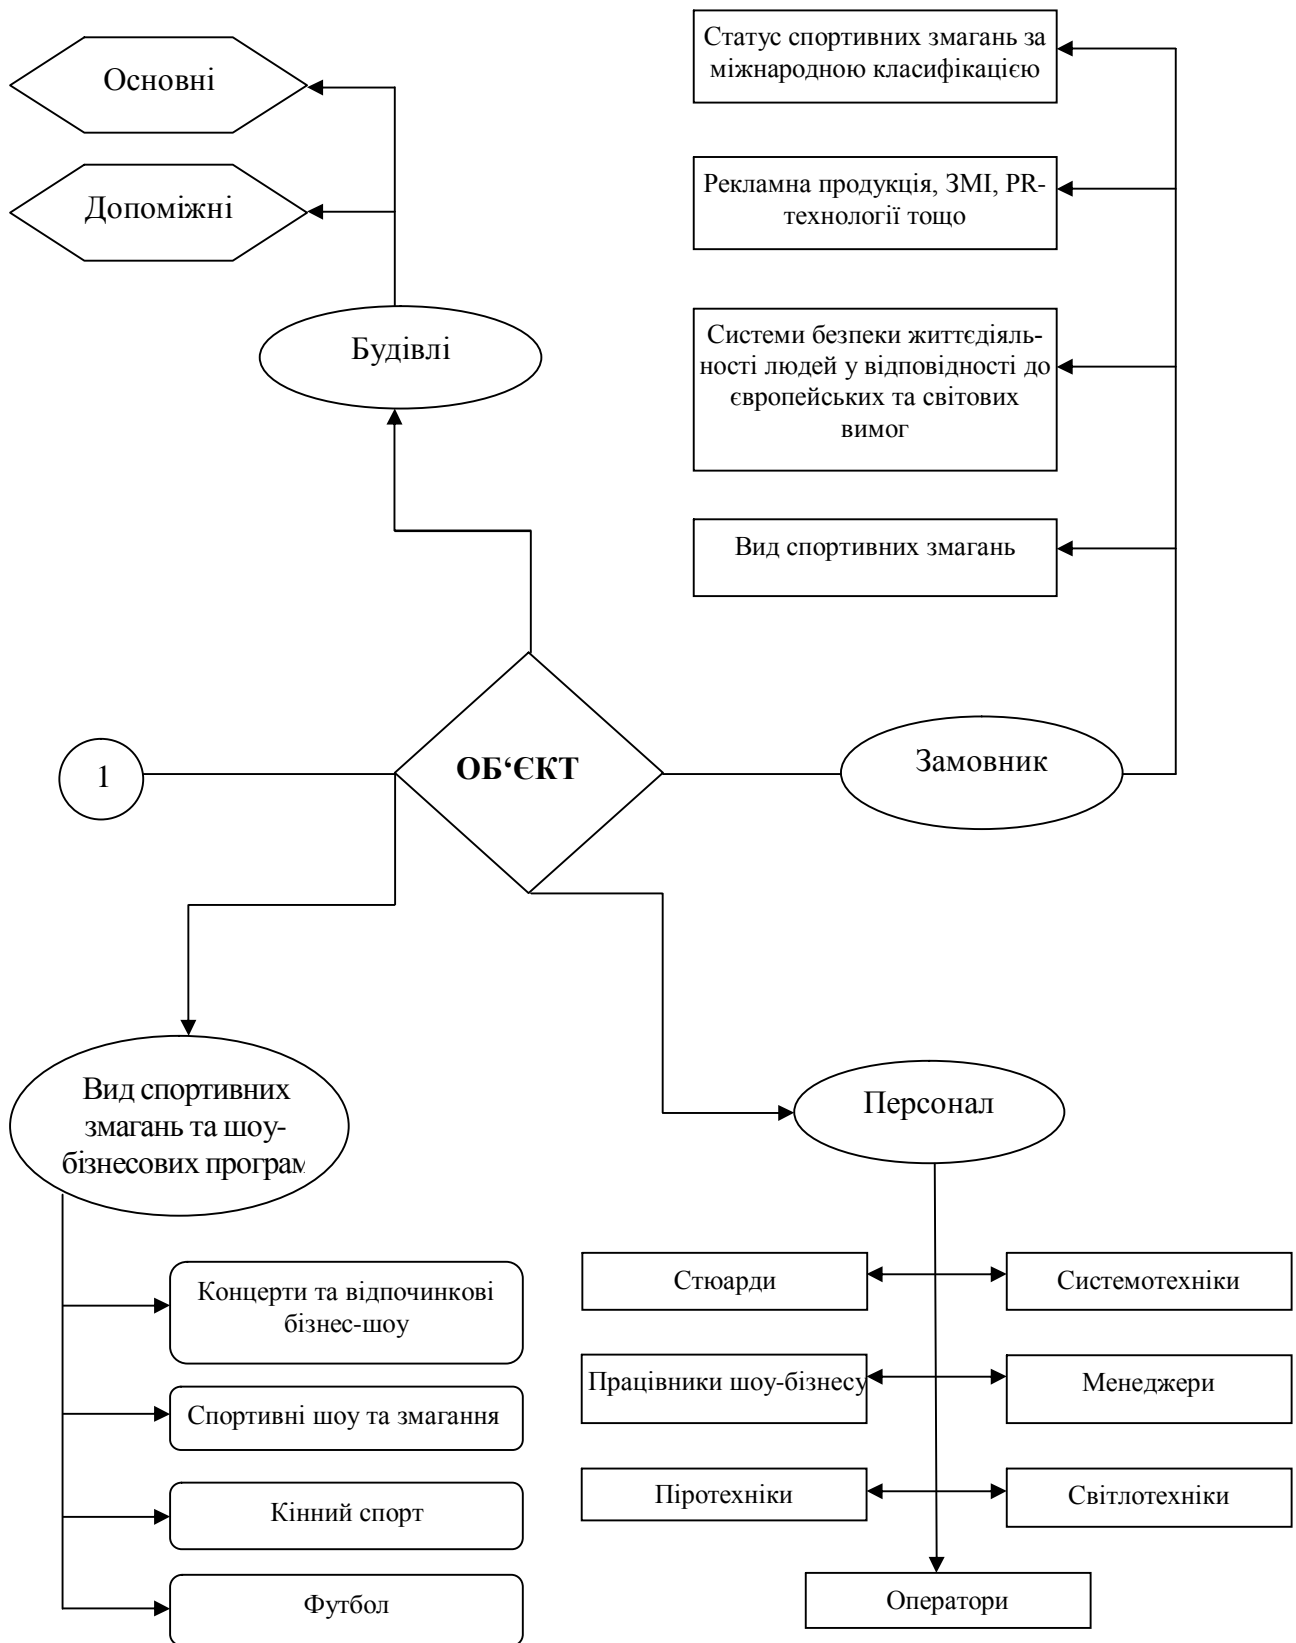 Основні
Допоміжні
Будівлі
Статус спортивних змагань за
міжнародною класифікацією
Рекламна продукція, ЗМІ, PR-
технології тощо
Системи безпеки життєдіяль-
ності людей у відповідності до
європейських та світових
вимог
Вид спортивних змагань
1
ОБ‘ЄКТ
Замовник
Вид спортивних
змагань та шоу-
бізнесових програм
Концерти та відпочинкові
бізнес-шоу
Спортивні шоу та змагання
Кінний спорт
Футбол
Персонал
Стюарди
Системотехніки
Працівники шоу-бізнесу
Менеджери
Піротехніки
Світлотехніки
Оператори